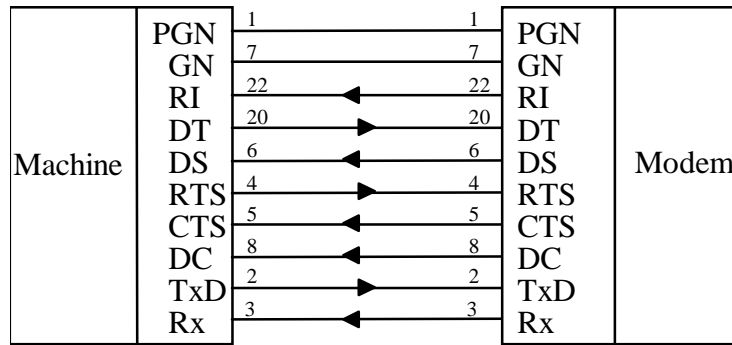 PGN 1 1 PGN
GN 7 7 GN
RI 22 22 RI
DT 20 20 DT
Machine DS 6 6 DS Modem
RTS 4 4 RTS
CTS 5 5 CTS
DC 8 8 DC
TxD 2 2 TxD
Rx 3 3 Rx